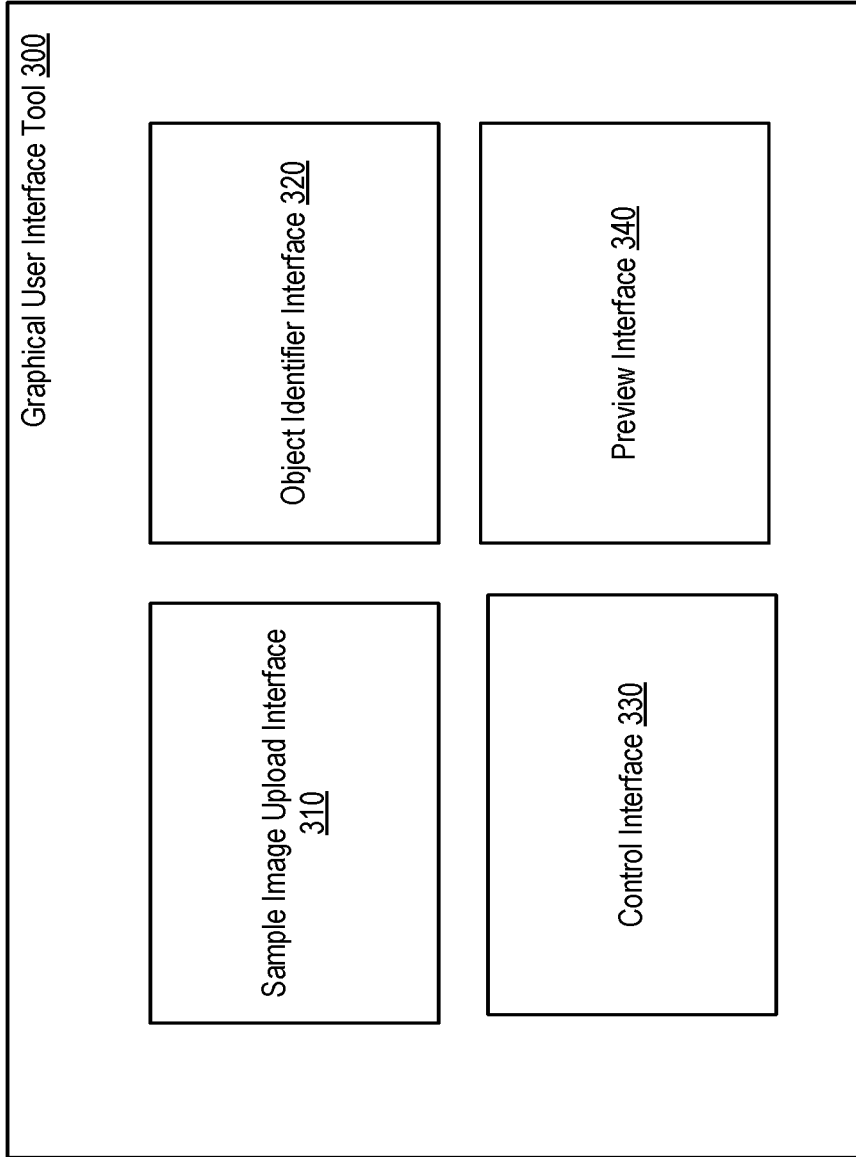 Graphical User Interface Tool 300
Sample Image Upload Interface
310
Object Identifier Interface 320
Control Interface 330
Preview Interface 340